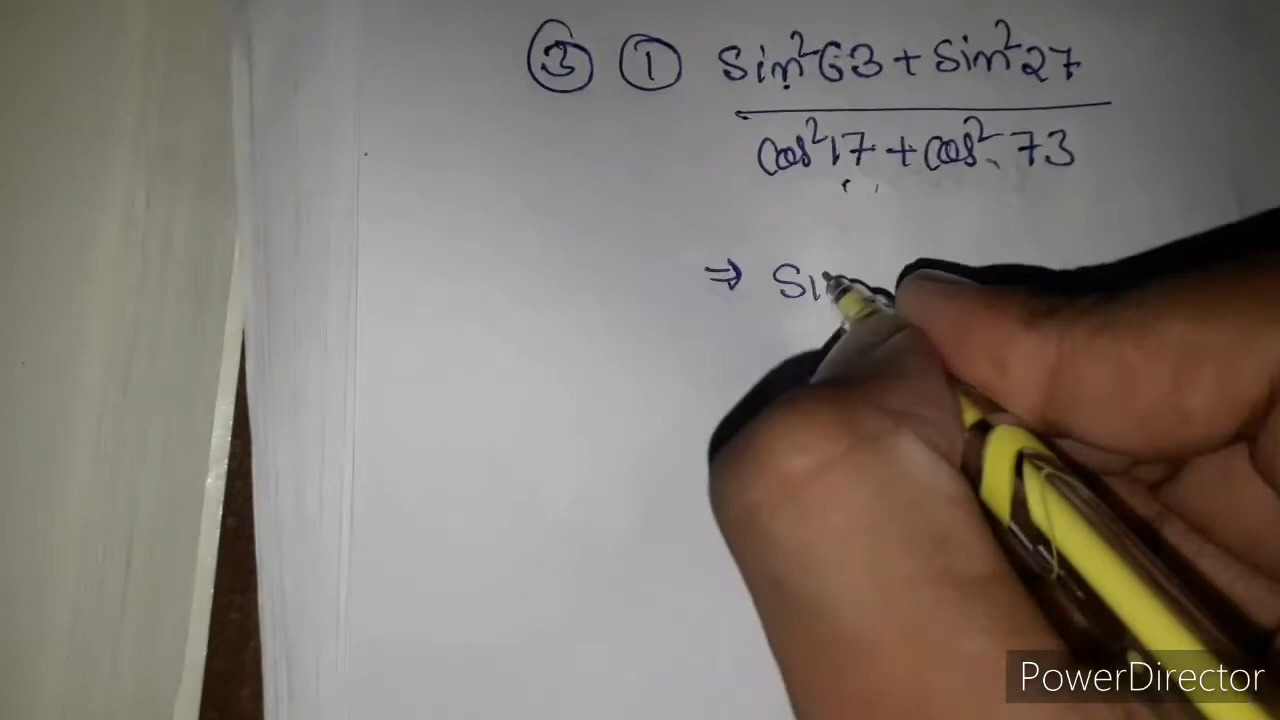 ③ ① Sin²63 + Sin²27
Cos²17 + Cos²73
⇒ Si
PowerDirector